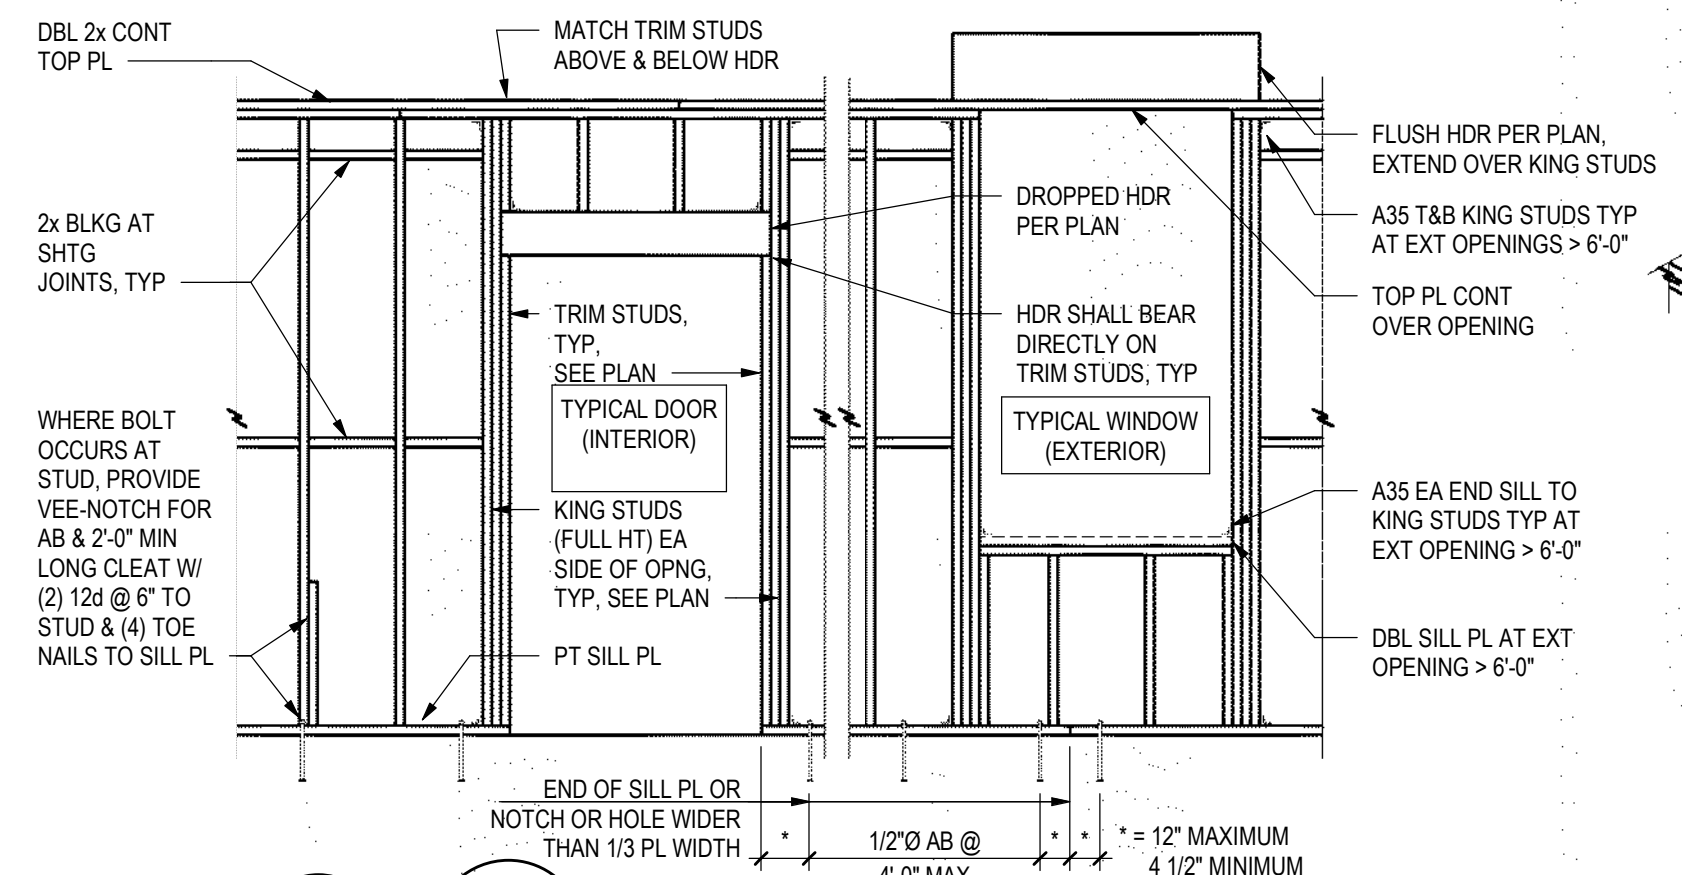 DBL 2x CONT
TOP PL
MATCH TRIM STUDS
ABOVE & BELOW HDR
FLUSH HDR PER PLAN,
EXTEND OVER KING STUDS
A35 T&B KING STUDS TYP
AT EXT OPENINGS > 6'-0"
2x BLKG AT
SHTG
JOINTS, TYP
DROPPED HDR
PER PLAN
TOP PL CONT
OVER OPENING
TRIM STUDS,
TYP,
SEE PLAN
HDR SHALL BEAR
DIRECTLY ON
TRIM STUDS, TYP
TYPICAL DOOR
(INTERIOR)
TYPICAL WINDOW
(EXTERIOR)
WHERE BOLT
OCCURS AT
STUD, PROVIDE
VEE-NOTCH FOR
AB & 2'-0" MIN
LONG CLEAT W/
(2) 12d @ 6" TO
STUD & (4) TOE
NAILS TO SILL PL
KING STUDS
(FULL HT) EA
SIDE OF OPNG,
TYP, SEE PLAN
A35 EA END SILL TO
KING STUDS TYP AT
EXT OPENING > 6'-0"
PT SILL PL
DBL SILL PL AT EXT
OPENING > 6'-0"
END OF SILL PL OR
NOTCH OR HOLE WIDER
THAN 1/3 PL WIDTH
*
1/2"Ø AB @
4'-0" MAX
* *
* = 12" MAXIMUM
4 1/2" MINIMUM